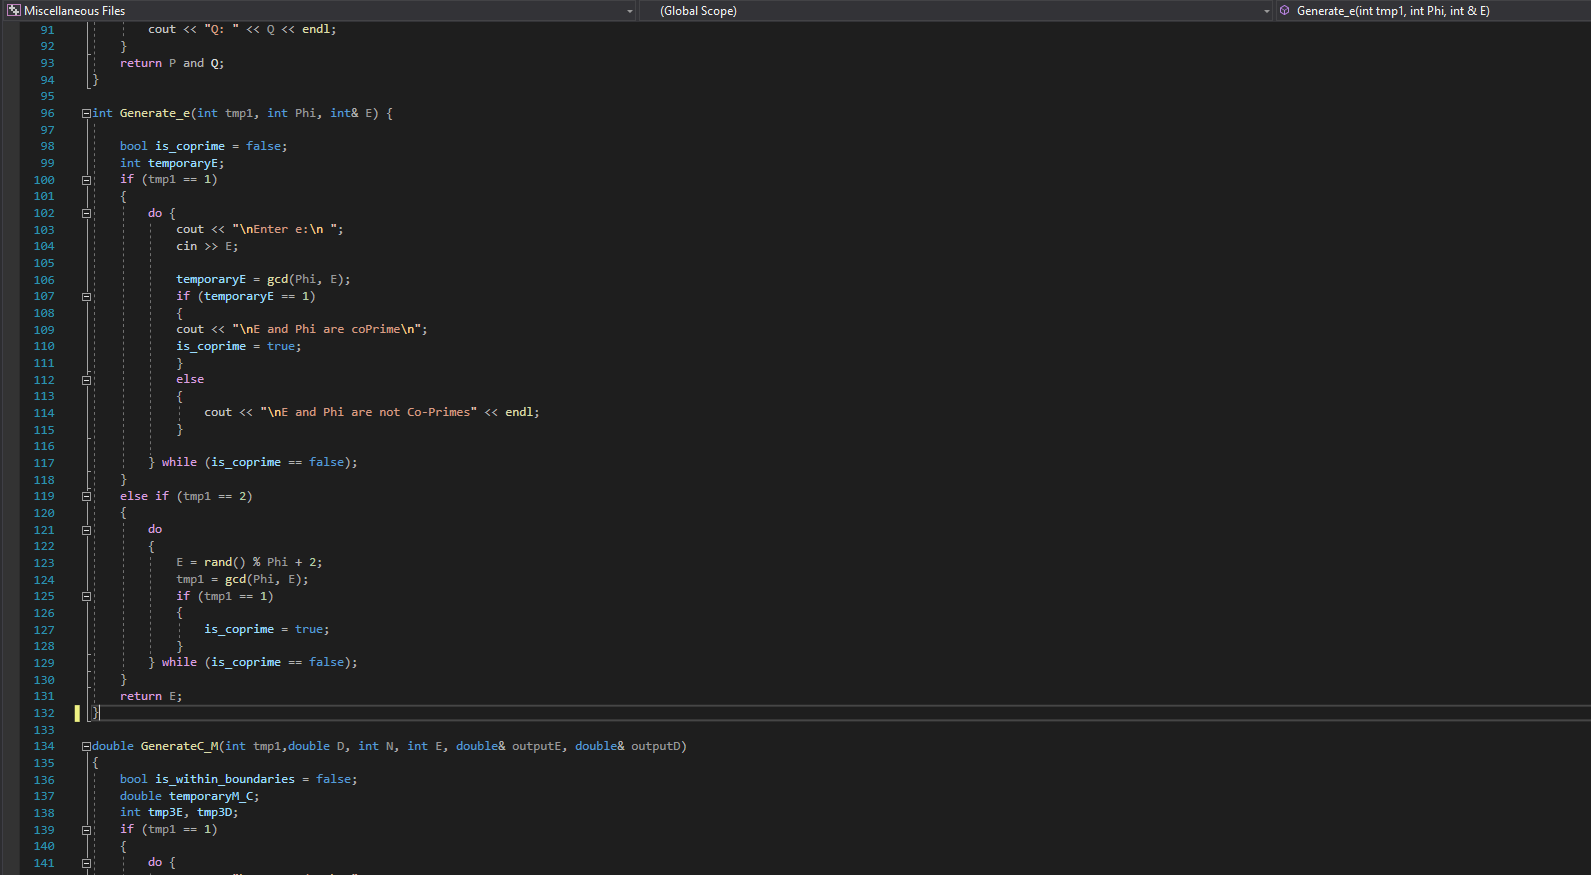 Miscellaneous Files (Global Scope) Generate_e(int tmp1, int Phi, int & E)
91 cout << "Q: " << Q << endl;
92 }
93 return P and Q;
94 }
95
96 int Generate_e(int tmp1, int Phi, int& E) {
97
98 bool is_coprime = false;
99 int temporaryE;
100 if (tmp1 == 1)
101 {
102 do {
103 cout << "\nEnter e:\n ";
104 cin >> E;
105
106 temporaryE = gcd(Phi, E);
107 if (temporaryE == 1)
108 {
109 cout << "\nE and Phi are coPrime\n";
110 is_coprime = true;
111 }
112 else
113 {
114 cout << "\nE and Phi are not Co-Primes" << endl;
115 }
116
117 } while (is_coprime == false);
118 }
119 else if (tmp1 == 2)
120 {
121 do
122 {
123 E = rand() % Phi + 2;
124 tmp1 = gcd(Phi, E);
125 if (tmp1 == 1)
126 {
127 is_coprime = true;
128 }
129 } while (is_coprime == false);
130 }
131 return E;
132 }
133
134 double GenerateC_M(int tmp1,double D, int N, int E, double& outputE, double& outputD)
135 {
136 bool is_within_boundaries = false;
137 double temporaryM_C;
138 int tmp3E, tmp3D;
139 if (tmp1 == 1)
140 {
141 do {